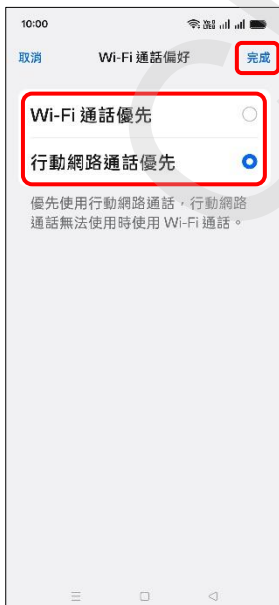 10:00
取消 Wi-Fi 通話偏好 完成
Wi-Fi 通話優先
行動網路通話優先
優先使用行動網路通話，行動網路
通話無法使用時使用 Wi-Fi 通話。